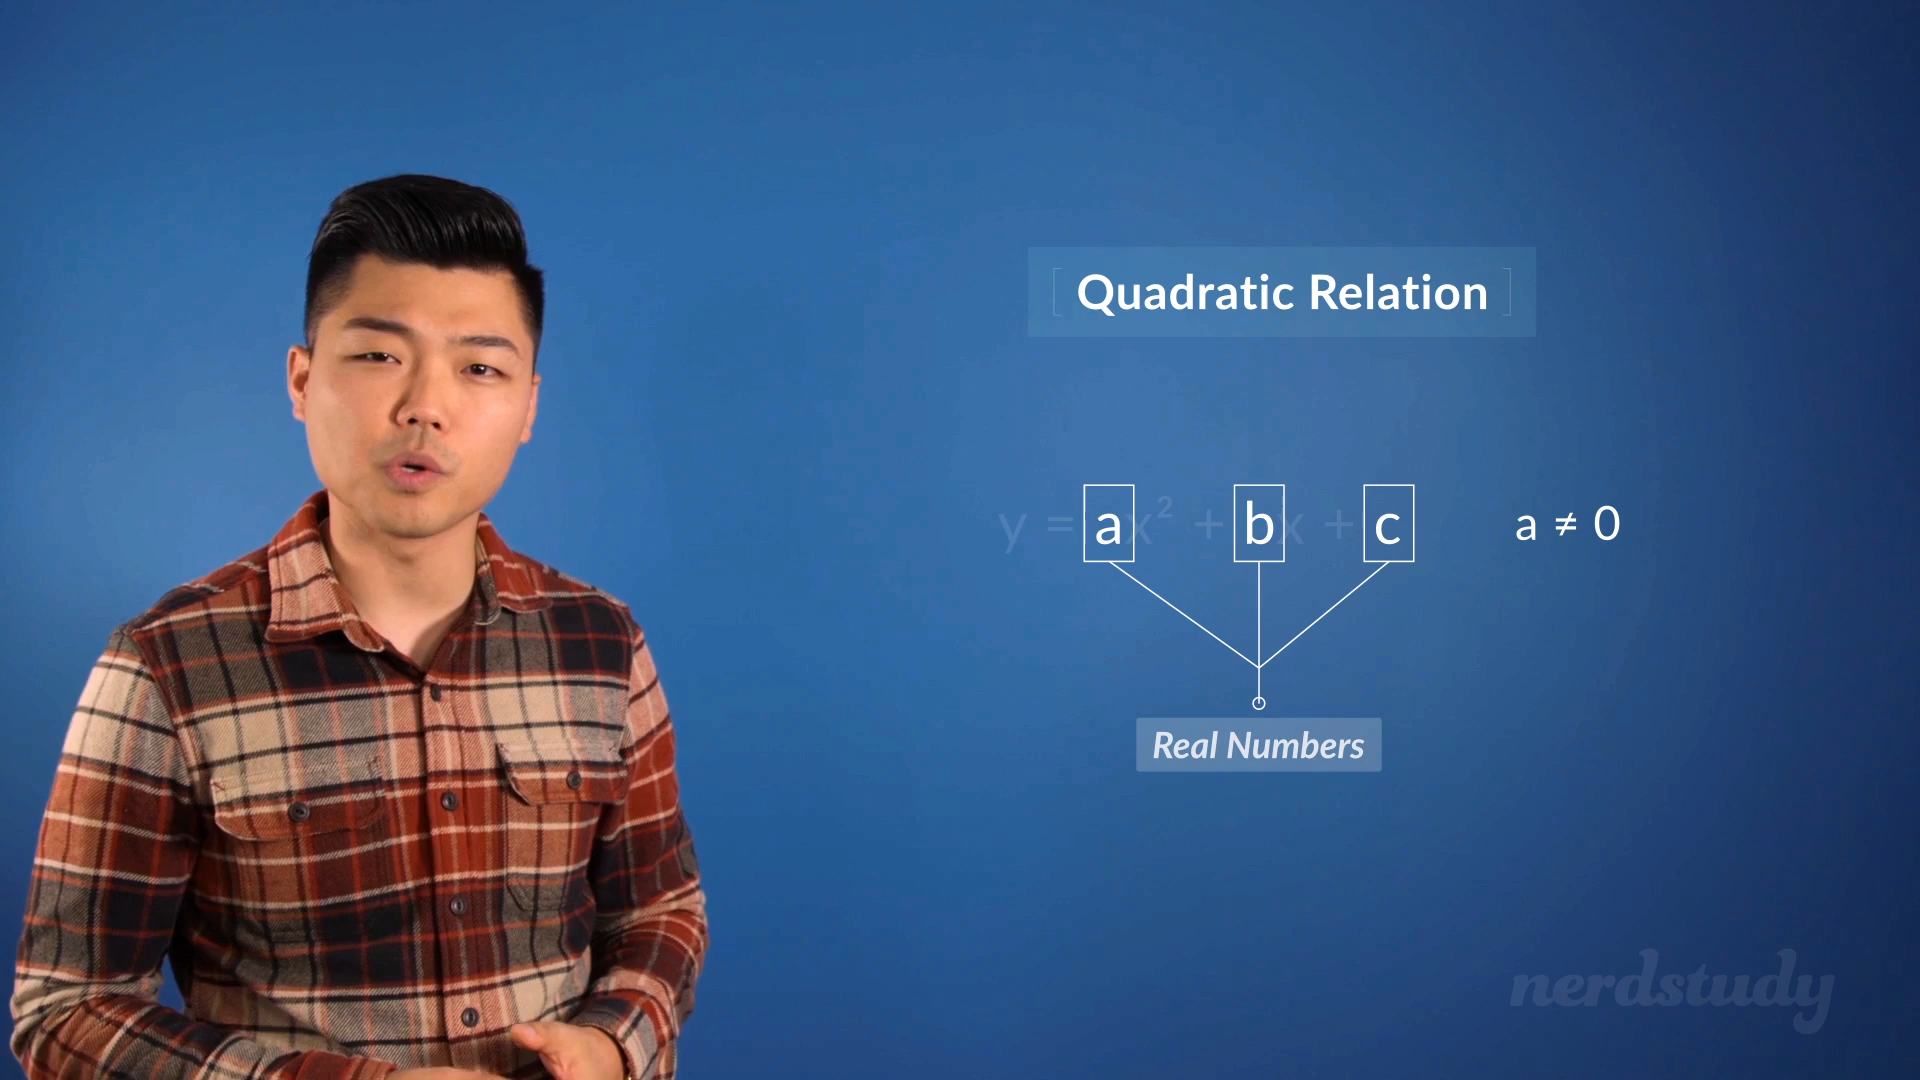 Quadratic Relation
y = ax² + bx + c a ≠ 0
Real Numbers
nerdstudy